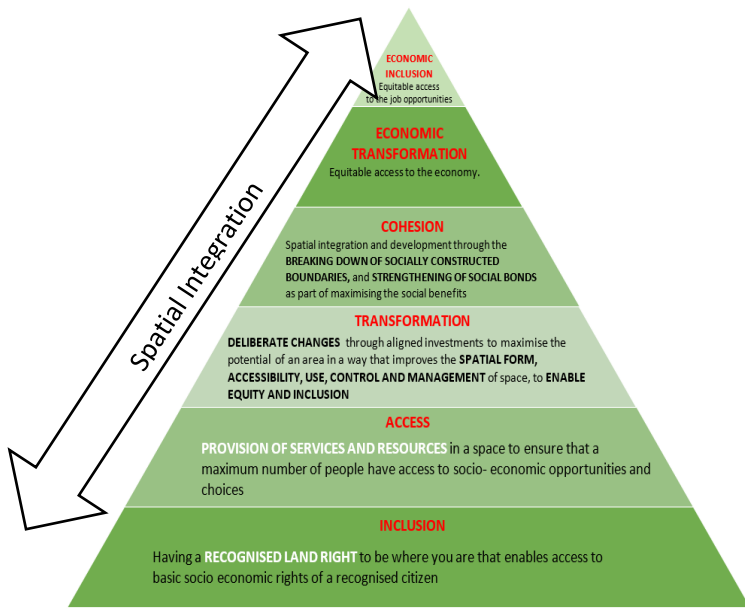 ECONOMIC
INCLUSION
Equitable access
to the job opportunities
ECONOMIC
TRANSFORMATION
Equitable access to the economy.
COHESION
Spatial integration and development through the
BREAKING DOWN OF SOCIALLY CONSTRUCTED
BOUNDARIES, and STRENGTHENING OF SOCIAL BONDS
as part of maximising the social benefits
TRANSFORMATION
DELIBERATE CHANGES through aligned investments to maximise the
potential of an area in a way that improves the SPATIAL FORM,
ACCESSIBILITY, USE, CONTROL AND MANAGEMENT of space, to ENABLE
EQUITY AND INCLUSION
ACCESS
PROVISION OF SERVICES AND RESOURCES in a space to ensure that a
maximum number of people have access to socio- economic opportunities and
choices
INCLUSION
Having a RECOGNISED LAND RIGHT to be where you are that enables access to
basic socio economic rights of a recognised citizen
Spatial Integration